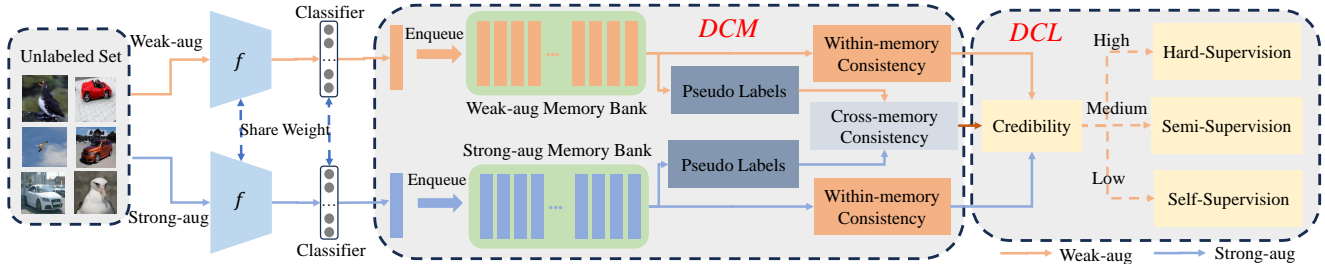 Unlabeled Set
Weak-aug
Strong-aug
f
f
Share Weight
Classifier
Classifier
Enqueue
Weak-aug Memory Bank
Enqueue
Strong-aug Memory Bank
...
...
DCM
Pseudo Labels
Pseudo Labels
Within-memory
Consistency
Cross-memory
Consistency
Within-memory
Consistency
DCL
Credibility
High
Medium
Low
Hard-Supervision
Semi-Supervision
Self-Supervision
Weak-aug
Strong-aug